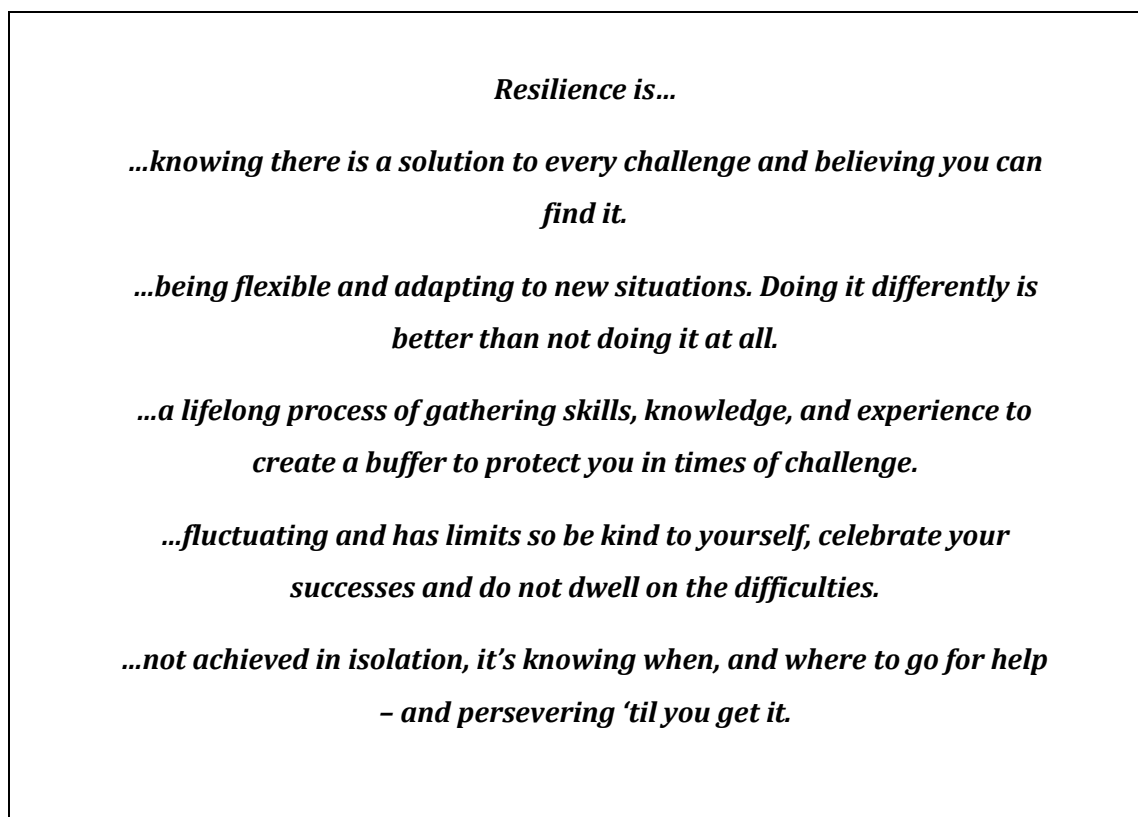 Resilience is…
…knowing there is a solution to every challenge and believing you can
find it.
…being flexible and adapting to new situations. Doing it differently is
better than not doing it at all.
…a lifelong process of gathering skills, knowledge, and experience to
create a buffer to protect you in times of challenge.
…fluctuating and has limits so be kind to yourself, celebrate your
successes and do not dwell on the difficulties.
…not achieved in isolation, it’s knowing when, and where to go for help
– and persevering ‘til you get it.